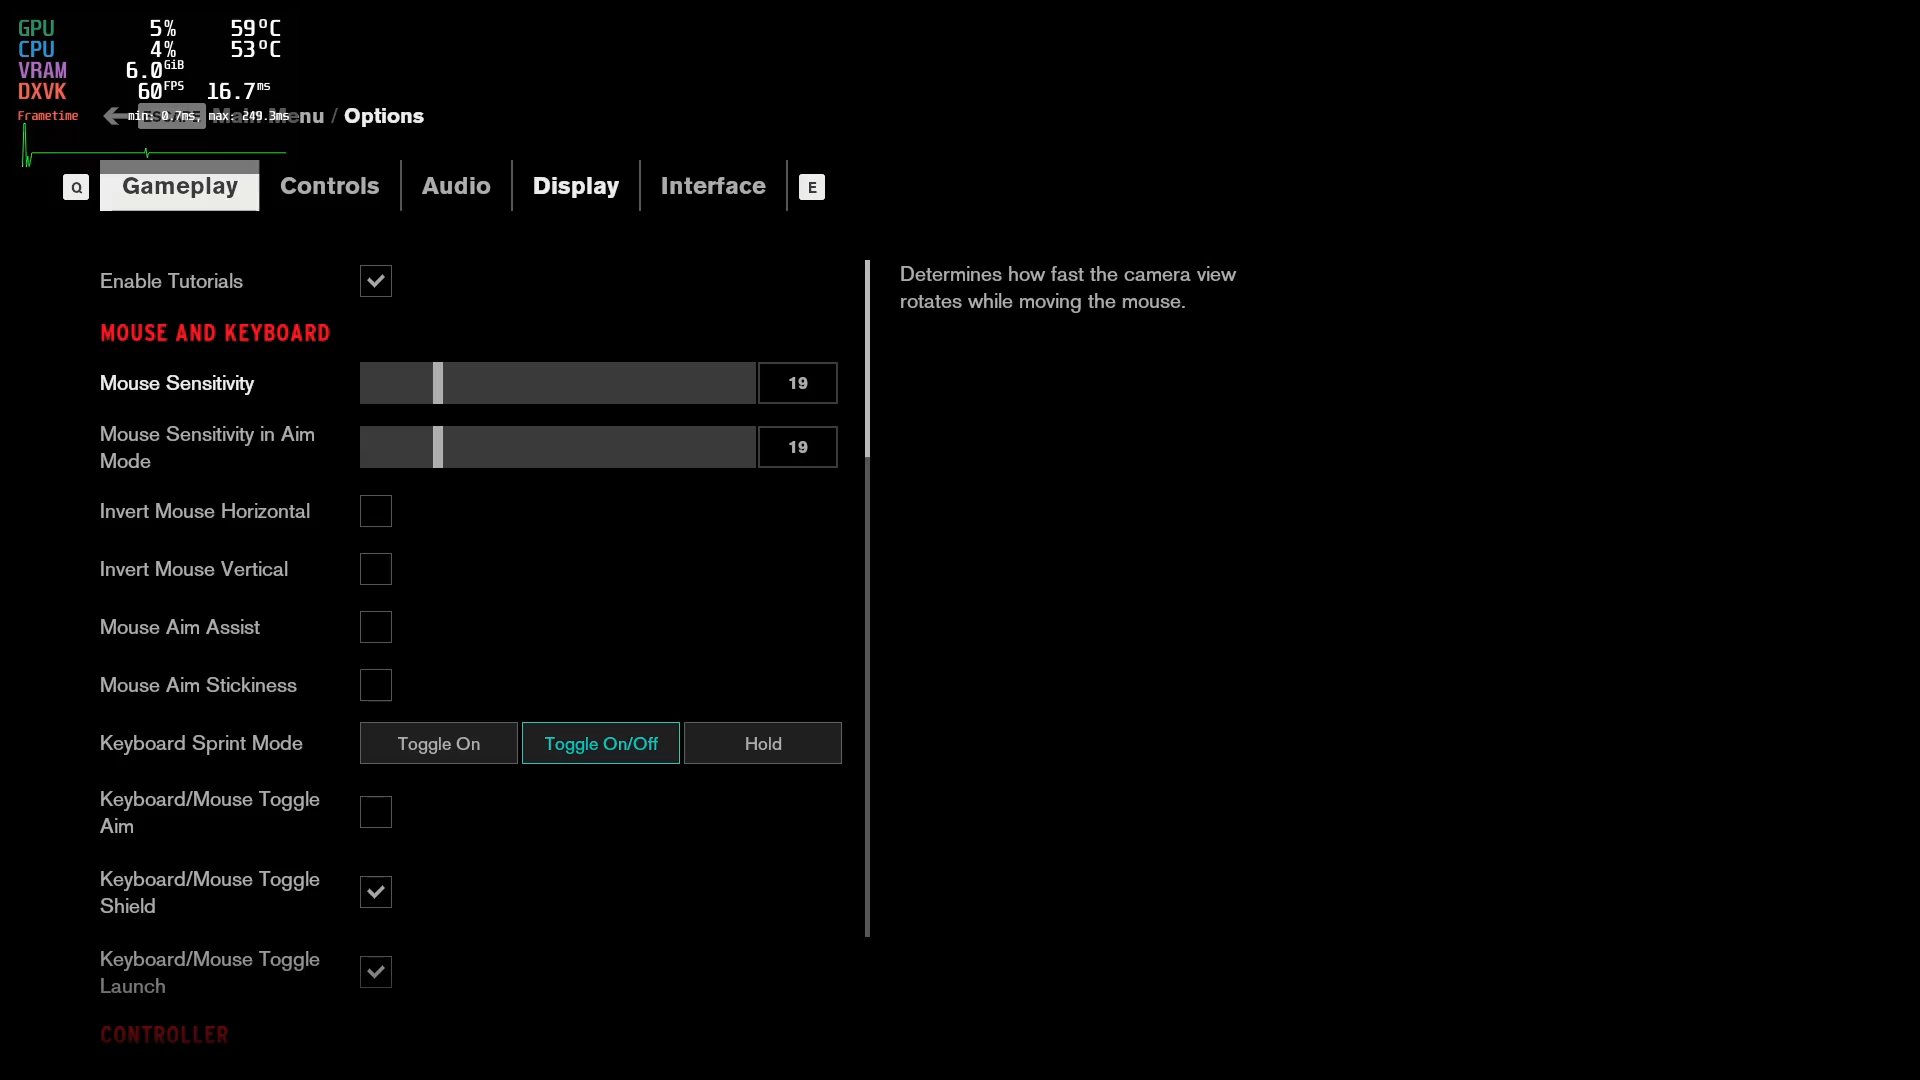 GPU 5% 59°C
CPU 4% 53°C
VRAM 6.0GiB
DXVK 60FPS 16.7ms
Frametime min: 0.7ms, max: 249.3ms
Main Menu / Options
Q Gameplay Controls Audio Display Interface E
Enable Tutorials
MOUSE AND KEYBOARD
Mouse Sensitivity 19
Mouse Sensitivity in Aim
Mode 19
Invert Mouse Horizontal
Invert Mouse Vertical
Mouse Aim Assist
Mouse Aim Stickiness
Keyboard Sprint Mode Toggle On Toggle On/Off Hold
Keyboard/Mouse Toggle
Aim
Keyboard/Mouse Toggle
Shield
Keyboard/Mouse Toggle
Launch
CONTROLLER
Determines how fast the camera view
rotates while moving the mouse.